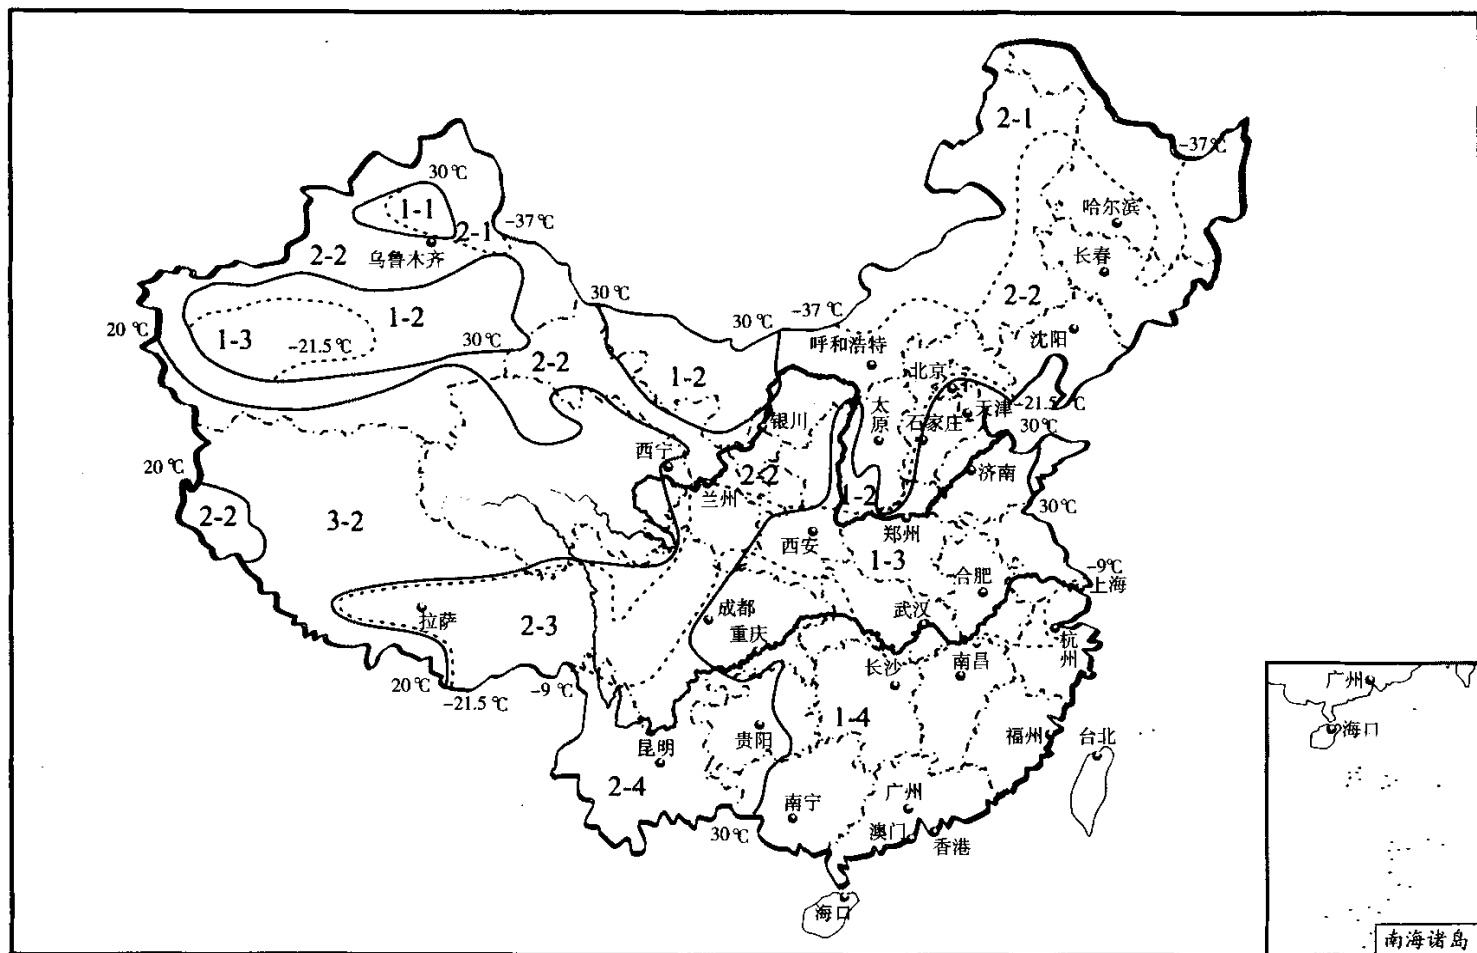 2-1
-37℃
30℃
1-1
哈尔滨
2-1
-37℃
2-2
乌鲁木齐
长春
30℃
2-2
20℃
1-2
30℃
-37℃
1-3
-21.5℃
30℃
沈阳
呼和浩特
2-2
北京
1-2
太原
天津
-21.5℃
银川
石家庄
30℃
西宁
20℃
济南
2-2
兰州
1-2
2-2
3-2
30℃
郑州
西安
1-3
-9℃
合肥
上海
拉萨
2-3
成都
武汉
重庆
杭州
长沙
南昌
20℃
-21.5℃
-9℃
广州
1-4
昆明
贵阳
福州
台北
海口
2-4
南宁
广州
30℃
澳门
香港
海口
南海诸岛